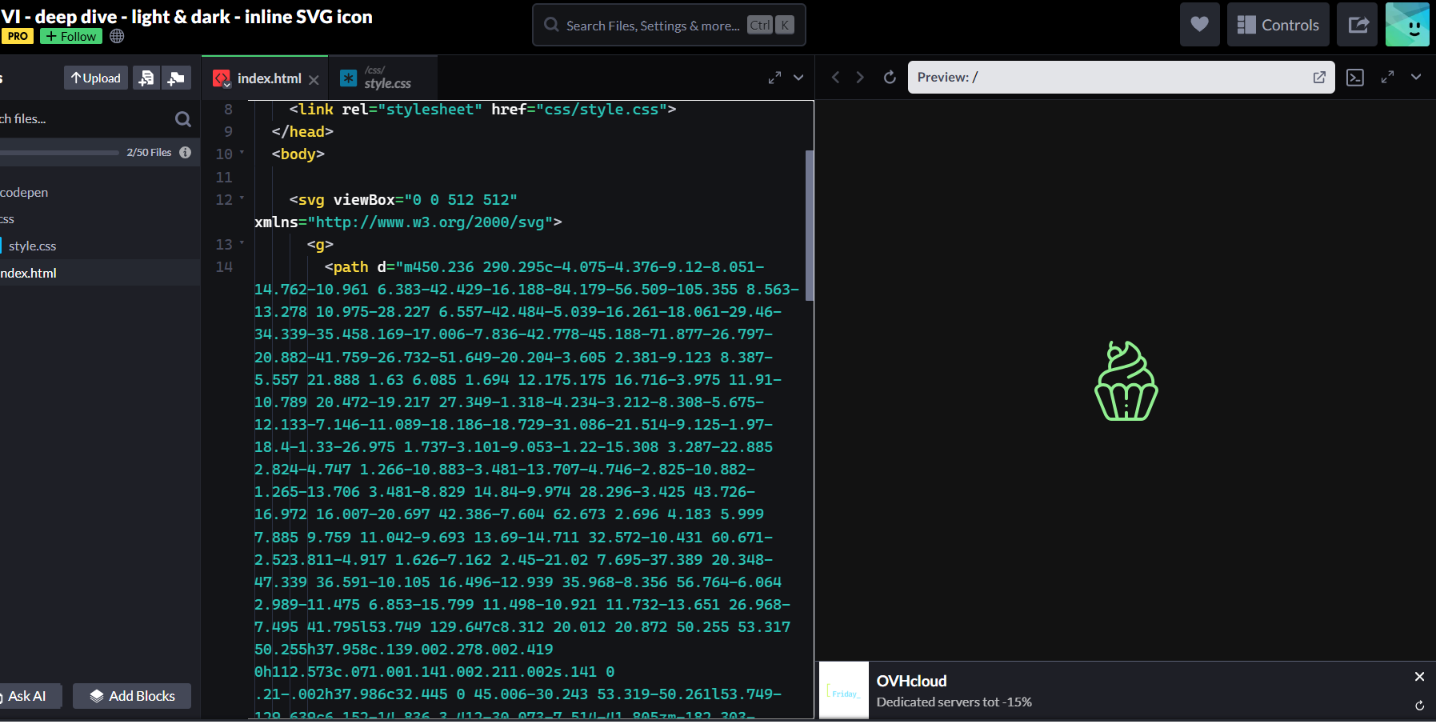 VI - deep dive - light & dark - inline SVG icon
PRO + Follow
Search Files, Settings & more... Ctrl K
Controls
s
Upload
index.html
/css/
style.css
Preview: /
ch files...
2/50 Files
codepen
css
style.css
ndex.html
8 <link rel="stylesheet" href="css/style.css">
9 </head>
10 <body>
11
12 <svg viewBox="0 0 512 512"
xmlns="http://www.w3.org/2000/svg">
13 <g>
14 <path d="m450.236 290.295c-4.075-4.376-9.12-8.051-
14.762-10.961 6.383-42.429-16.188-84.179-56.509-105.355 8.563-
13.278 10.975-28.227 6.557-42.484-5.039-16.261-18.061-29.46-
34.339-35.458.169-17.006-7.836-42.778-45.188-71.877-26.797-
20.882-41.759-26.732-51.649-20.204-3.605 2.381-9.123 8.387-
5.557 21.888 1.63 6.085 1.694 12.175.175 16.716-3.975 11.91-
10.789 20.472-19.217 27.349-1.318-4.234-3.212-8.308-5.675-
12.133-7.146-11.089-18.186-18.729-31.086-21.514-9.125-1.97-
18.4-1.33-26.975 1.737-3.101-9.053-1.22-15.308 3.287-22.885
2.824-4.747 1.266-10.883-3.481-13.707-4.746-2.825-10.882-
1.265-13.706 3.481-8.829 14.84-9.974 28.296-3.425 43.726-
16.972 16.007-20.697 42.386-7.604 62.673 2.696 4.183 5.999
7.885 9.759 11.042-9.693 13.69-14.711 32.572-10.431 60.671-
2.523.811-4.917 1.626-7.162 2.45-21.02 7.695-37.389 20.348-
47.339 36.591-10.105 16.496-12.939 35.968-8.356 56.764-6.064
2.989-11.475 6.853-15.799 11.498-10.921 11.732-13.651 26.968-
7.495 41.795l53.749 129.647c8.312 20.012 20.872 50.255 53.317
50.255h37.958c.139.002.278.002.419
0h112.573c.071.001.141.002.211.002s.141 0
.21-.002h37.986c32.445 0 45.006-30.243 53.319-50.261l53.749-
129.639c6.152-14.836 3.412-30.073-7.514-41.805zm-182.303-
Ask AI
Add Blocks
[Friday_
OVHcloud
Dedicated servers tot -15%